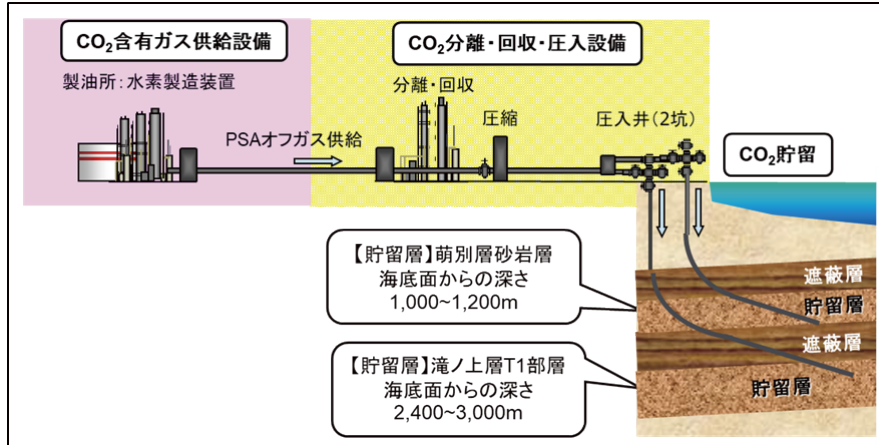 CO₂含有ガス供給設備
CO₂分離・回収・圧入設備
製油所：水素製造装置
分離・回収
PSAオフガス供給
圧縮
圧入井（2坑）
CO₂貯留
【貯留層】萌別層砂岩層
海底面からの深さ
1,000~1,200m
遮蔽層
貯留層
遮蔽層
貯留層
【貯留層】滝ノ上層T1部層
海底面からの深さ
2,400~3,000m